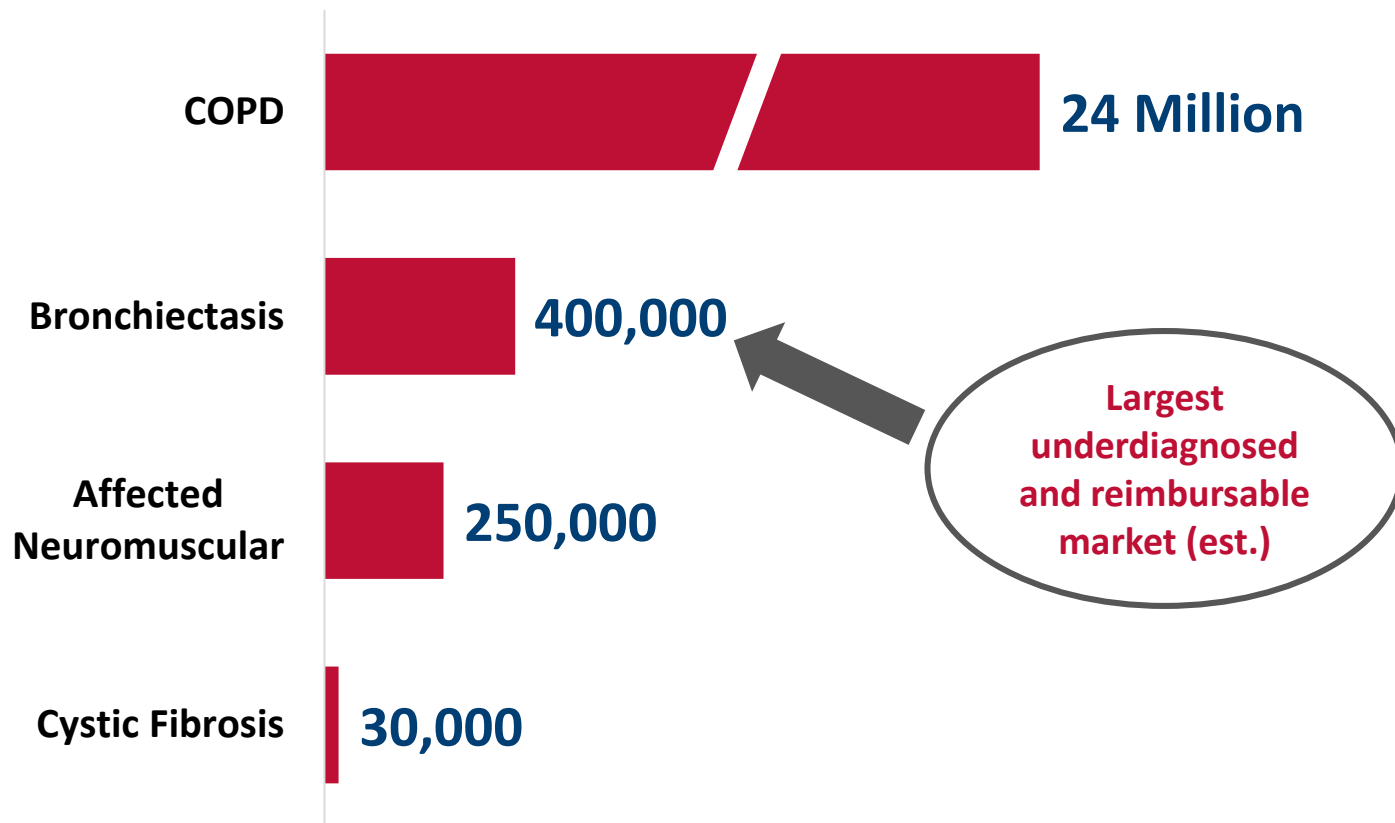 COPD
24 Million
Bronchiectasis
400,000
Largest
underdiagnosed
and reimbursable
market (est.)
Affected
Neuromuscular
250,000
Cystic Fibrosis
30,000